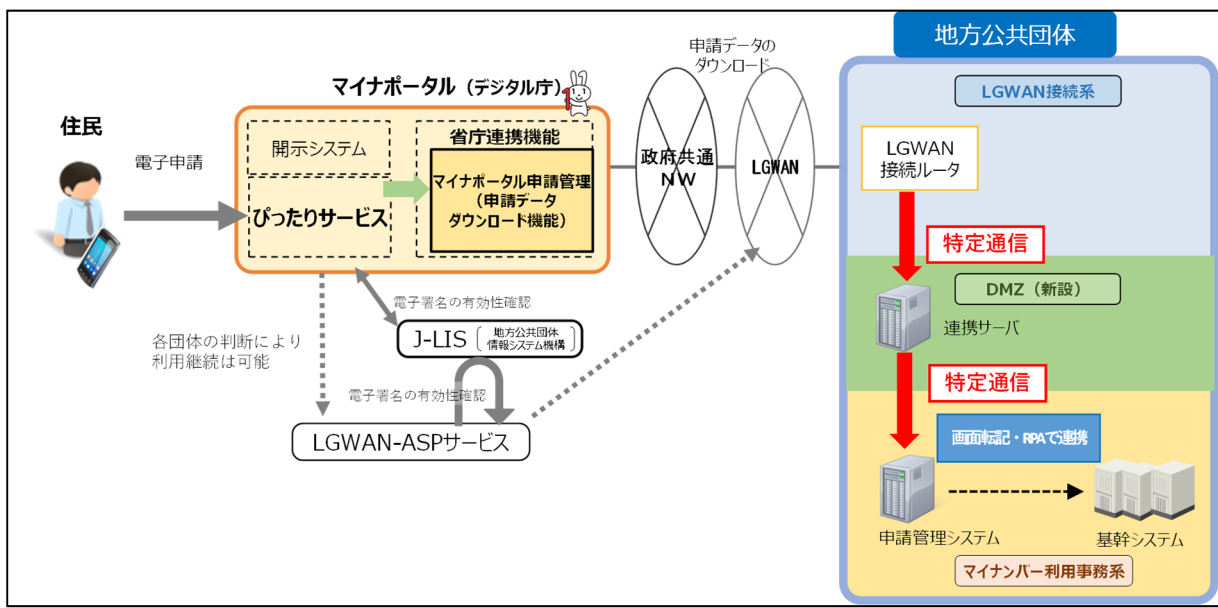 地方公共団体
申請データの
ダウンロード
LGWAN接続系
マイナポータル（デジタル庁）
住民
電子申請
開示システム
省庁連携機能
マイナポータル申請管理
（申請データ
ダウンロード機能）
ぴったりサービス
政府共通
NW
LGWAN
LGWAN
接続ルータ
特定通信
DMZ（新設）
連携サーバ
電子署名の有効性確認
J-LIS
地方公共団体
情報システム機構
各団体の判断により
利用継続は可能
電子署名の有効性確認
LGWAN-ASPサービス
特定通信
画面転記・RPAで連携
申請管理システム
基幹システム
マイナンバー利用事務系